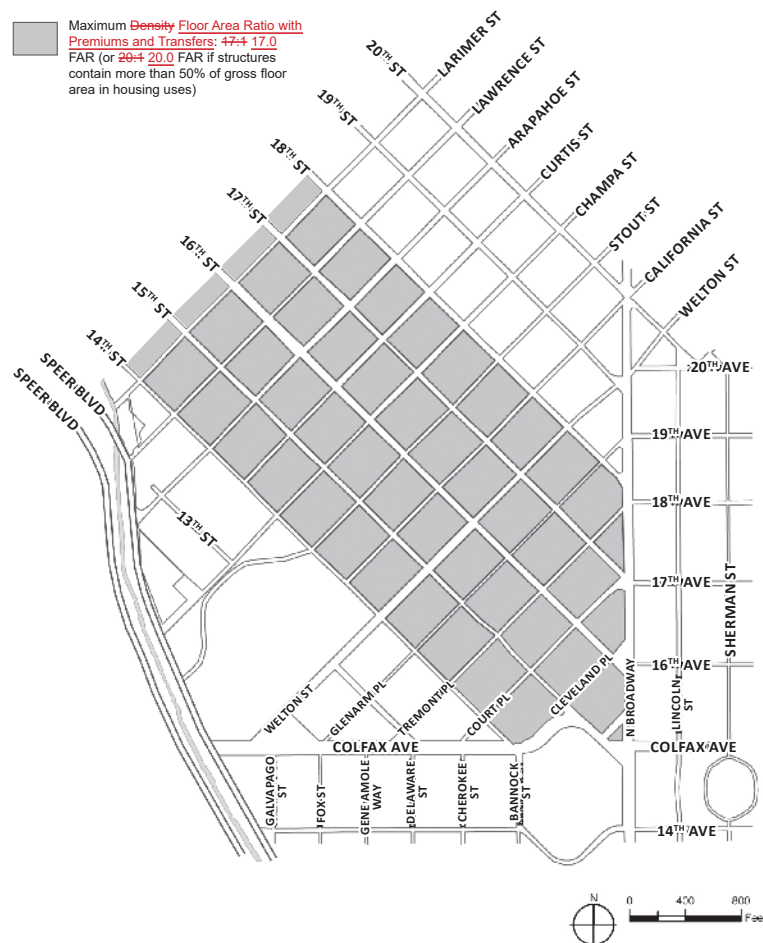 Maximum Density Floor Area Ratio with
Premiums and Transfers: 17:1 17.0
FAR (or 20:1 20.0 FAR if structures
contain more than 50% of gross floor
area in housing uses)
20TH ST
LARIMER ST
LAWRENCE ST
19TH ST
ARAPAHOE ST
18TH ST
CURTIS ST
17TH ST
CHAMPA ST
16TH ST
STOUT ST
15TH ST
CALIFORNIA ST
14TH ST
WELTON ST
SPEER BLVD
SPEER BLVD
20TH AVE
19TH AVE
18TH AVE
13TH ST
17TH AVE
SHERMAN ST
16TH AVE
CLEVELAND PL
N BROADWAY
LINCOLN
ST
WELTON ST
GLENARM PL
TREMONT PL
COURT PL
COLFAX AVE
COLFAX AVE
GALVAPAGO
ST
FOX ST
GENE AMOLE
WAY
DELAWARE
ST
CHEROKEE
ST
BANNOCK
ST
14TH AVE
N
0 400 800
Fee